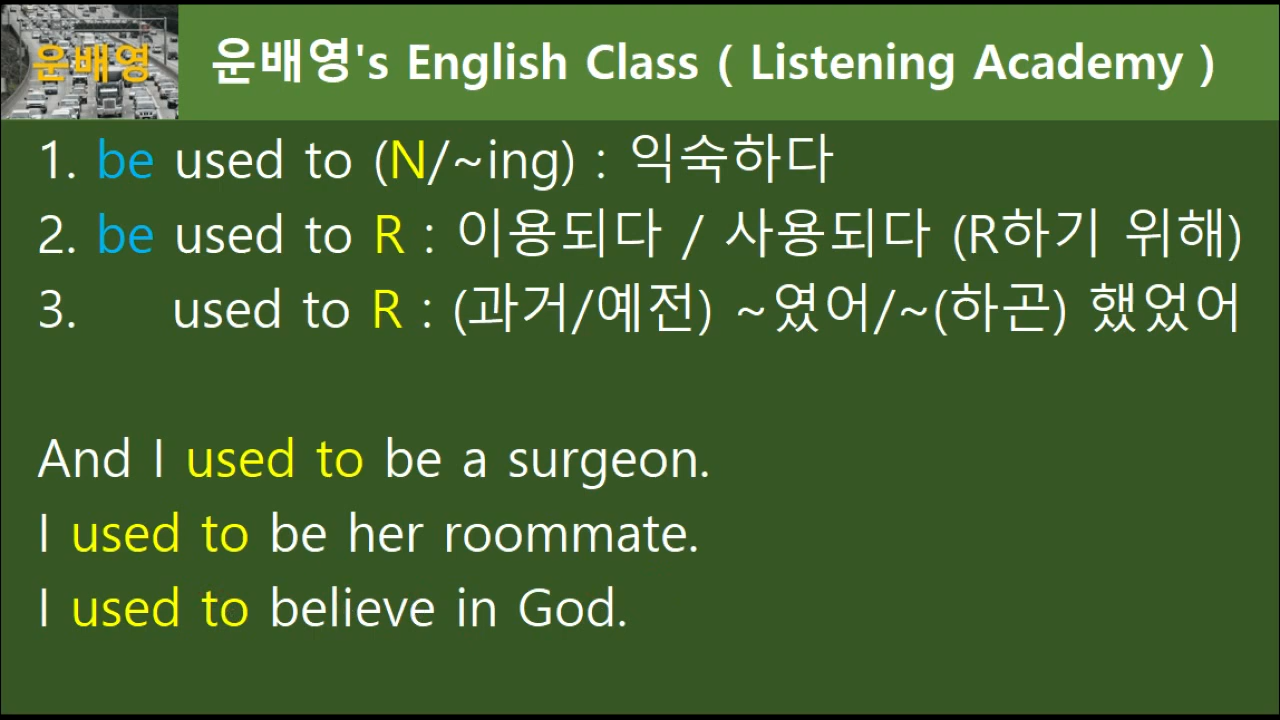 운배영
운배영's English Class ( Listening Academy )
1. be used to (N/~ing) : 익숙하다
2. be used to R : 이용되다 / 사용되다 (R하기 위해)
3. used to R : (과거/예전) ~였어/~(하곤) 했었어
And I used to be a surgeon.
I used to be her roommate.
I used to believe in God.